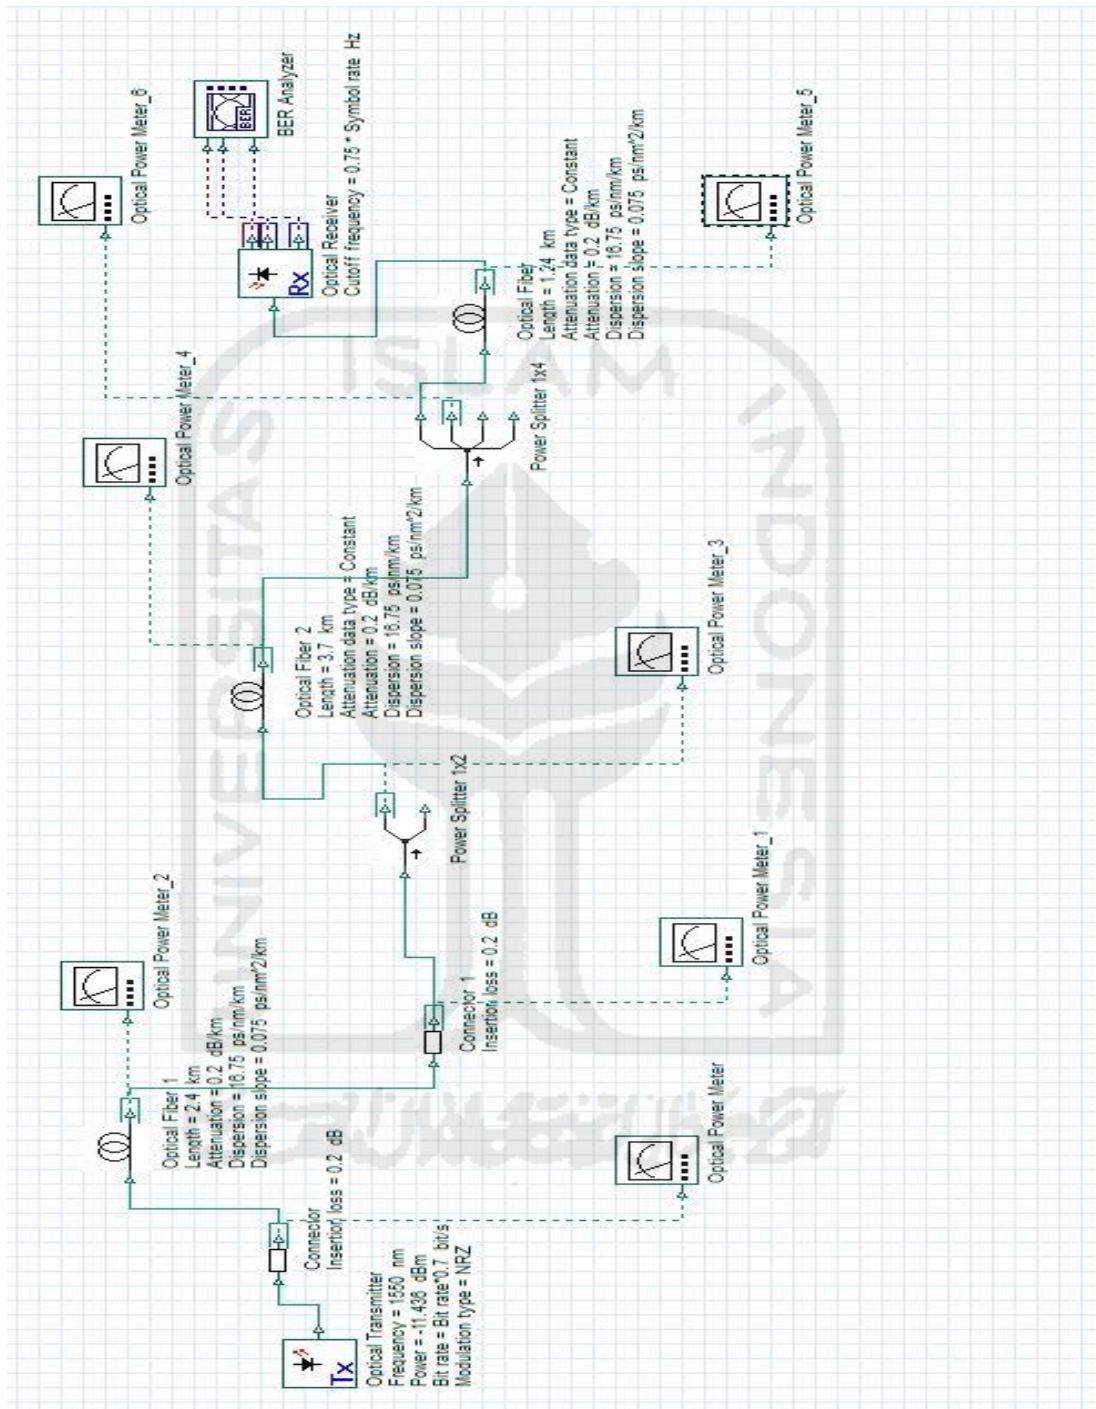 Optical Transmitter
Frequency = 1550 nm
Power = -11.436 dBm
Bit rate = Bit rate*0.7 bit/s
Modulation type = NRZ
Tx
Connector
Insertion loss = 0.2 dB
Optical Power Meter
Optical Fiber 1
Length = 2.4 km
Attenuation = 0.2 dB/km
Dispersion = 16.75 ps/nm/km
Dispersion slope = 0.075 ps/nm^2/km
Optical Power Meter_2
Connector 1
Insertion loss = 0.2 dB
Optical Power Meter_1
Power Splitter 1x2
Optical Power Meter_3
Optical Fiber 2
Length = 3.7 km
Attenuation data type = Constant
Attenuation = 0.2 dB/km
Dispersion = 16.75 ps/nm/km
Dispersion slope = 0.075 ps/nm^2/km
Optical Power Meter_4
Power Splitter 1x4
Optical Power Meter_6
Optical Fiber
Length = 1.24 km
Attenuation data type = Constant
Attenuation = 0.2 dB/km
Dispersion = 16.75 ps/nm/km
Dispersion slope = 0.075 ps/nm^2/km
Optical Power Meter_5
Rx
Optical Receiver
Cutoff frequency = 0.75 * Symbol rate Hz
BER
BER Analyzer
UNIVERSITAS
ISLAM
INDONESIA